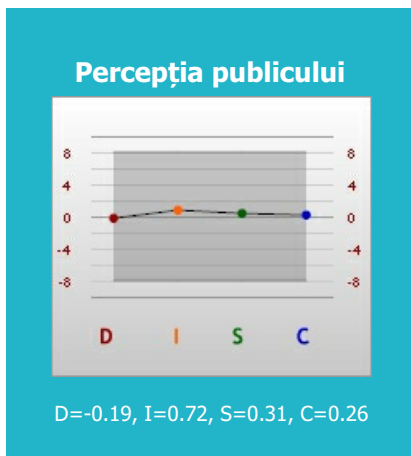 Percepția publicului
8 8
4 4
0 0
-4 -4
-8 -8
D I S C
D=-0.19, I=0.72, S=0.31, C=0.26